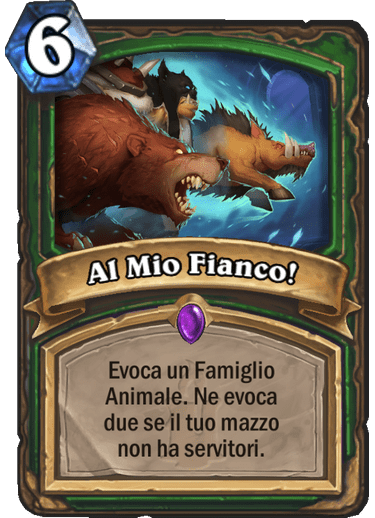 6
Al Mio Fianco!
Evoca un Famiglio
Animale. Ne evoca
due se il tuo mazzo
non ha servitori.